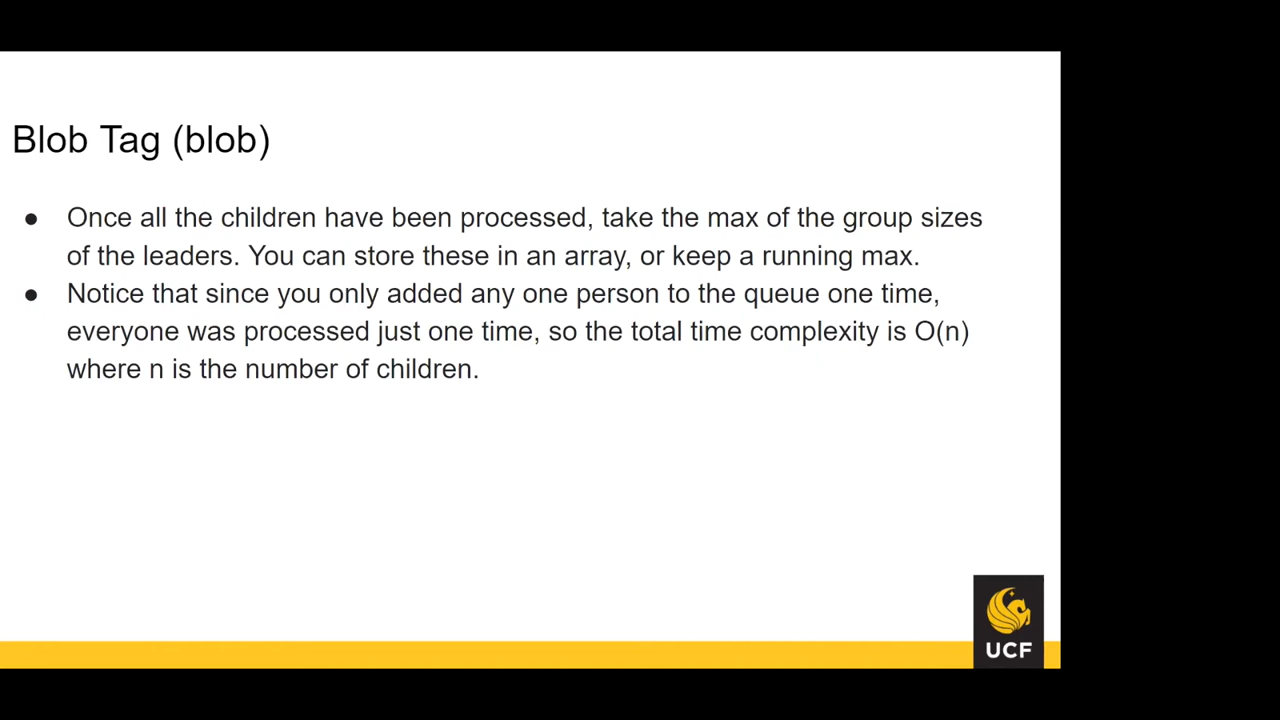 Blob Tag (blob)
● Once all the children have been processed, take the max of the group sizes
of the leaders. You can store these in an array, or keep a running max.
● Notice that since you only added any one person to the queue one time,
everyone was processed just one time, so the total time complexity is O(n)
where n is the number of children.
UCF